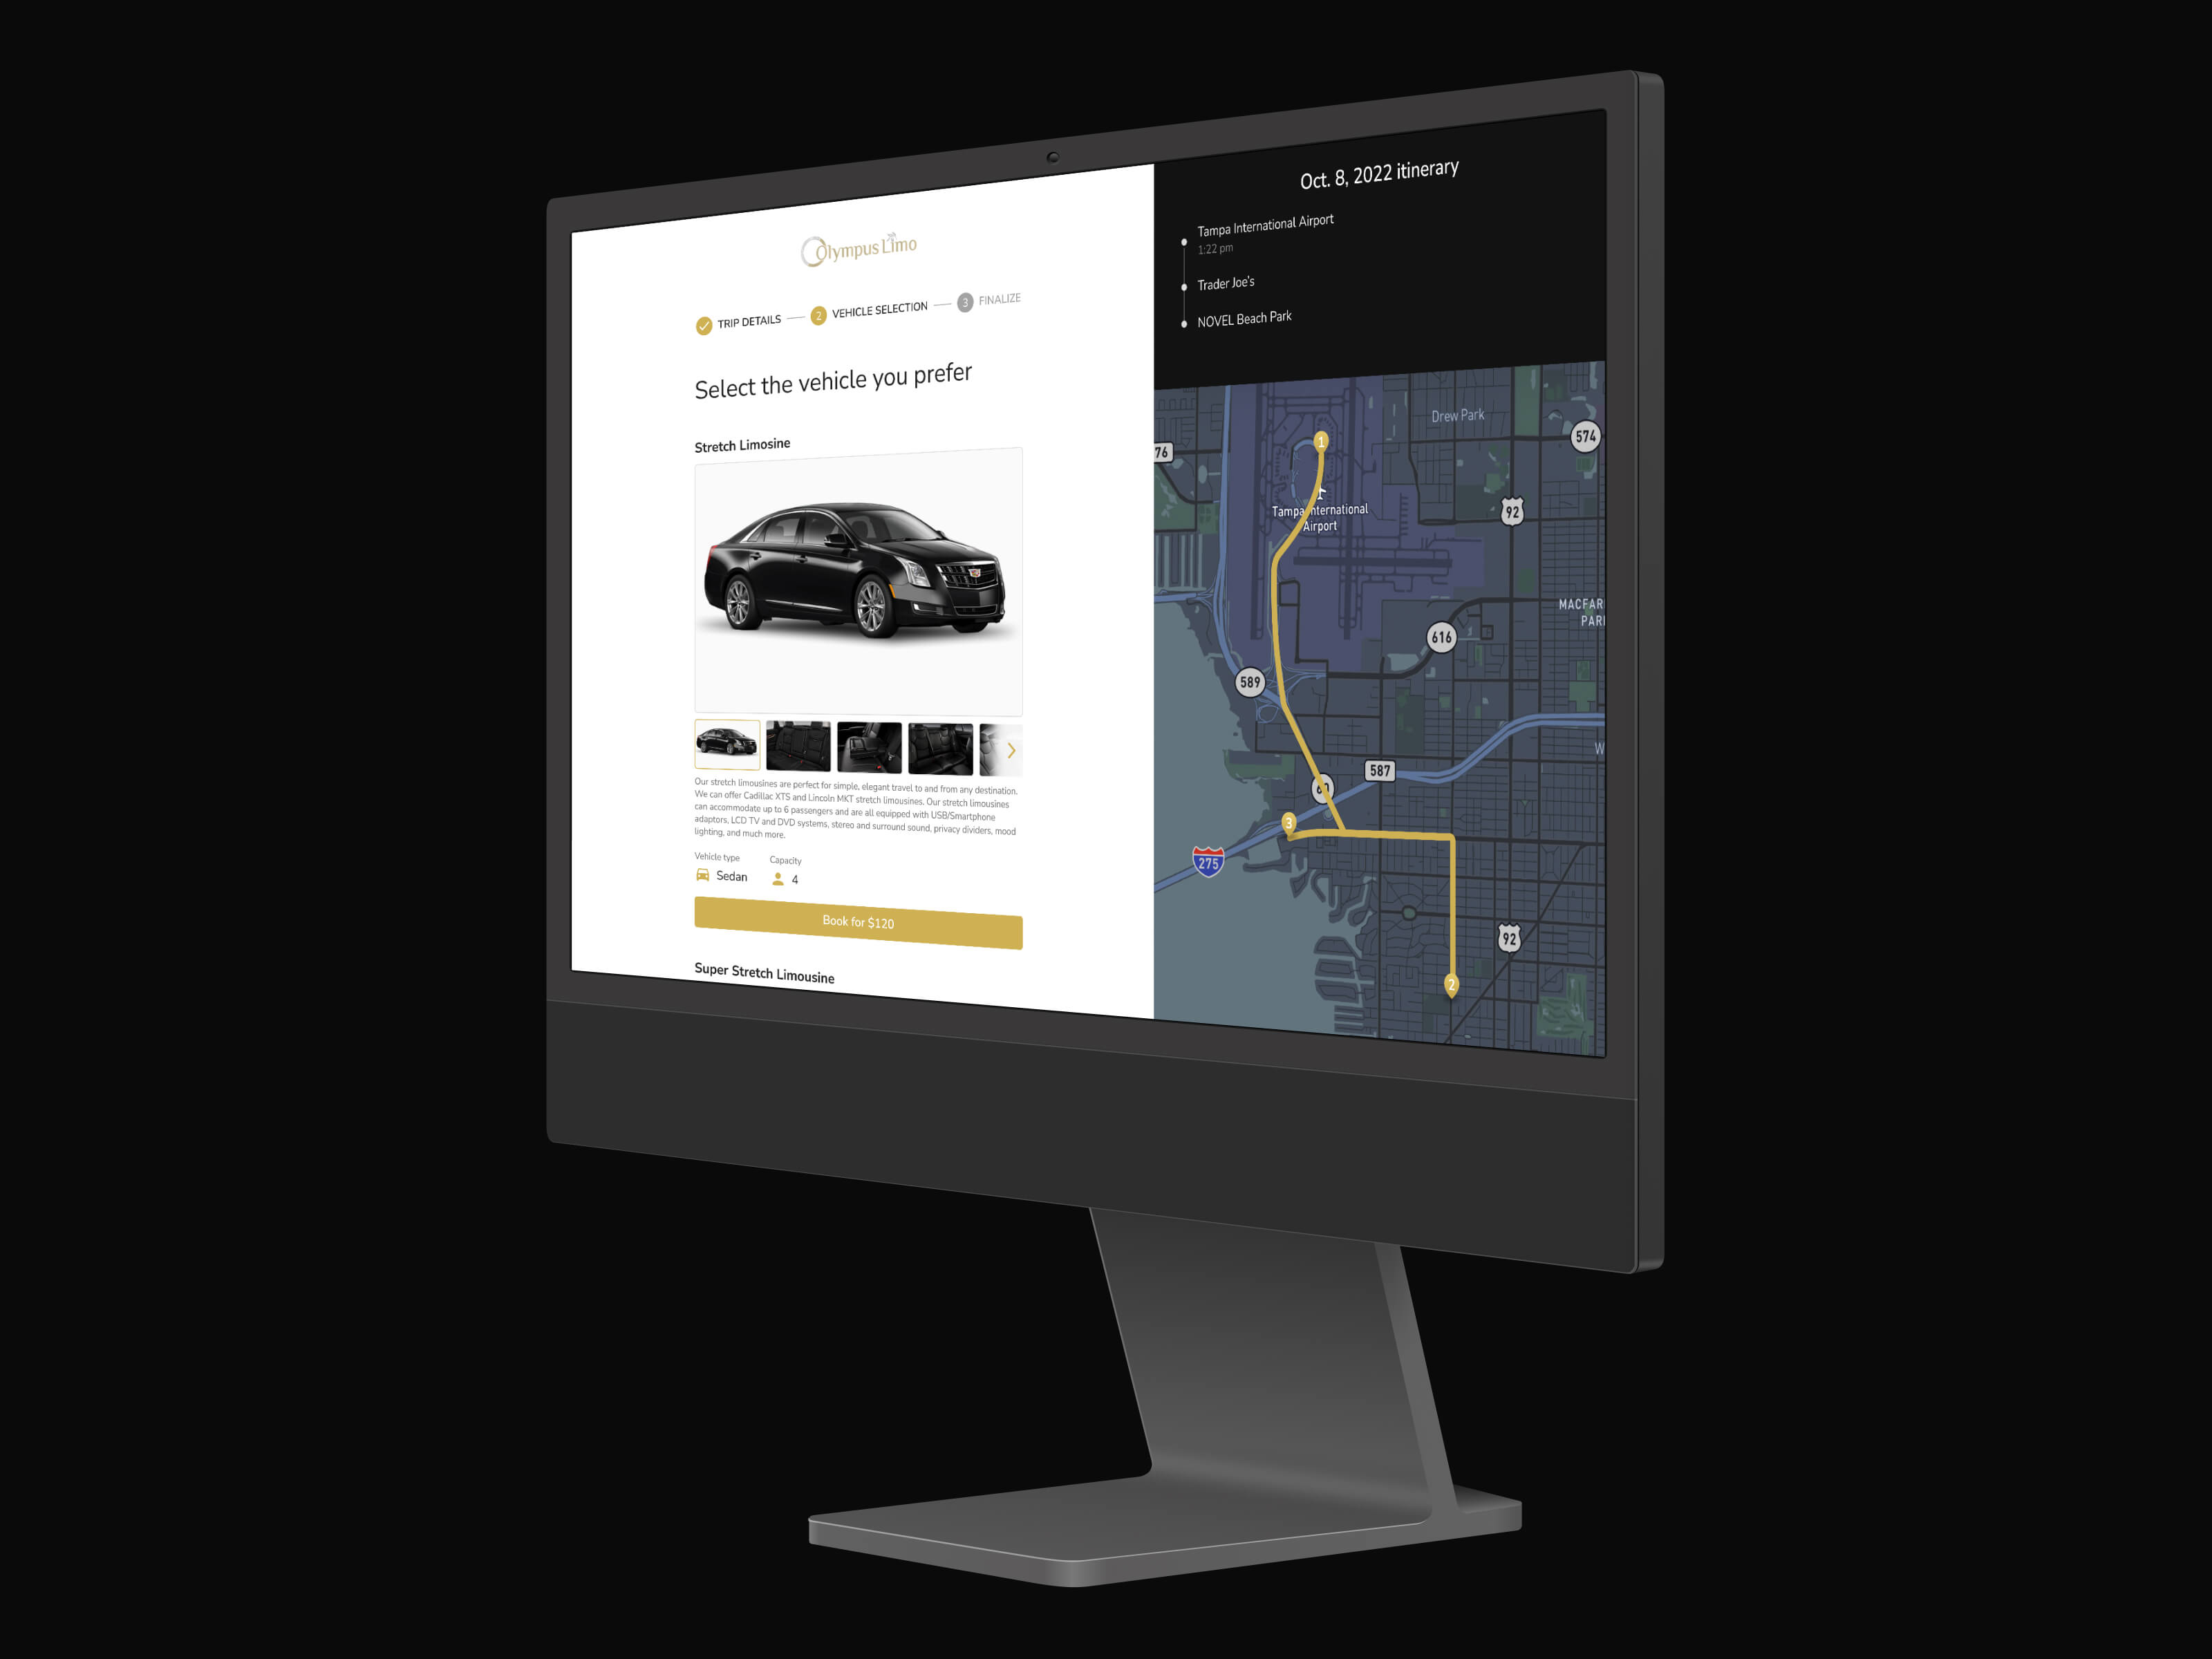 Olympus Limo
TRIP DETAILS
2 VEHICLE SELECTION
3 FINALIZE
Select the vehicle you prefer
Stretch Limosine
Our stretch limousines are perfect for simple, elegant travel to and from any destination.
We can offer Cadillac XTS and Lincoln MKT stretch limousines. Our stretch limousines
can accommodate up to 6 passengers and are all equipped with USB/Smartphone
adaptors, LCD TV and DVD systems, stereo and surround sound, privacy dividers, mood
lighting, and much more.
Vehicle type
Capacity
Sedan
4
Book for $120
Super Stretch Limousine
Oct. 8, 2022 itinerary
Tampa International Airport
1:22 pm
Trader Joe's
NOVEL Beach Park
Drew Park
574
76
1
92
Tampa International
Airport
MACFAR
PAR
616
589
W
587
3
275
92
2